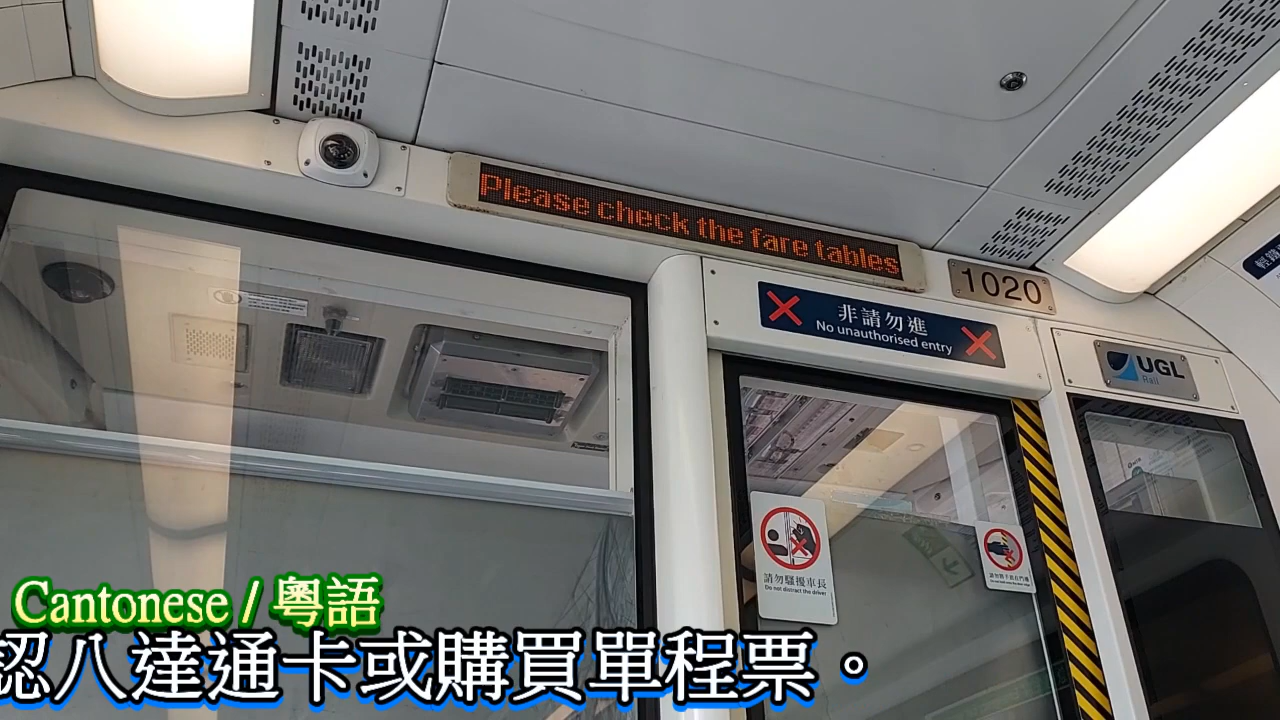 Please check the fare tables
1020
非請勿進
No unauthorised entry
UGL
Rail
請勿騷擾車長
Do not distract the driver
Cantonese / 粵語
認八達通卡或購買單程票。